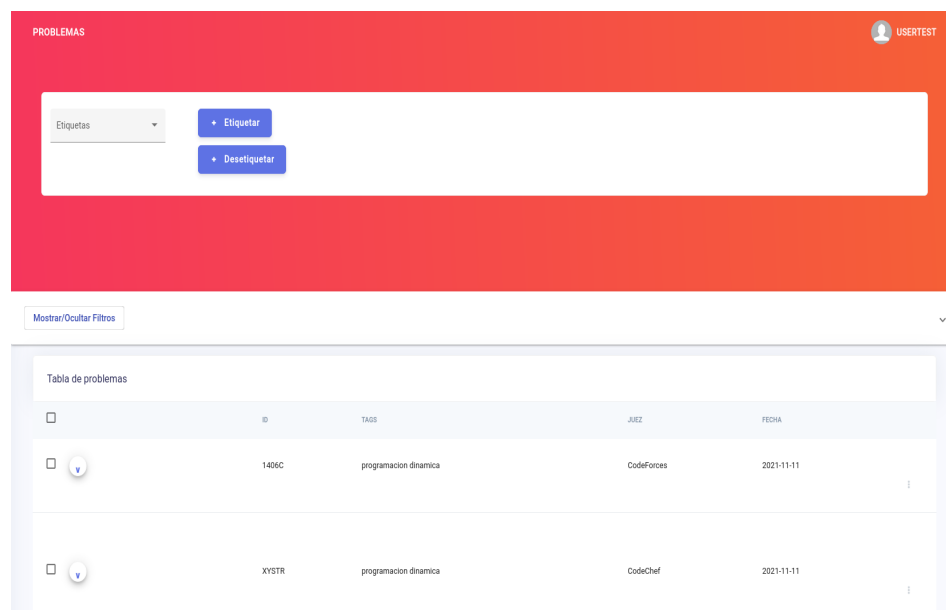 PROBLEMAS
USERTEST
Etiquetas
+ Etiquetar
+ Desetiquetar
Mostrar/Ocultar Filtros
Tabla de problemas
ID TAGS JUEZ FECHA
v 1406C programacion dinamica CodeForces 2021-11-11
v XYSTR programacion dinamica CodeChef 2021-11-11